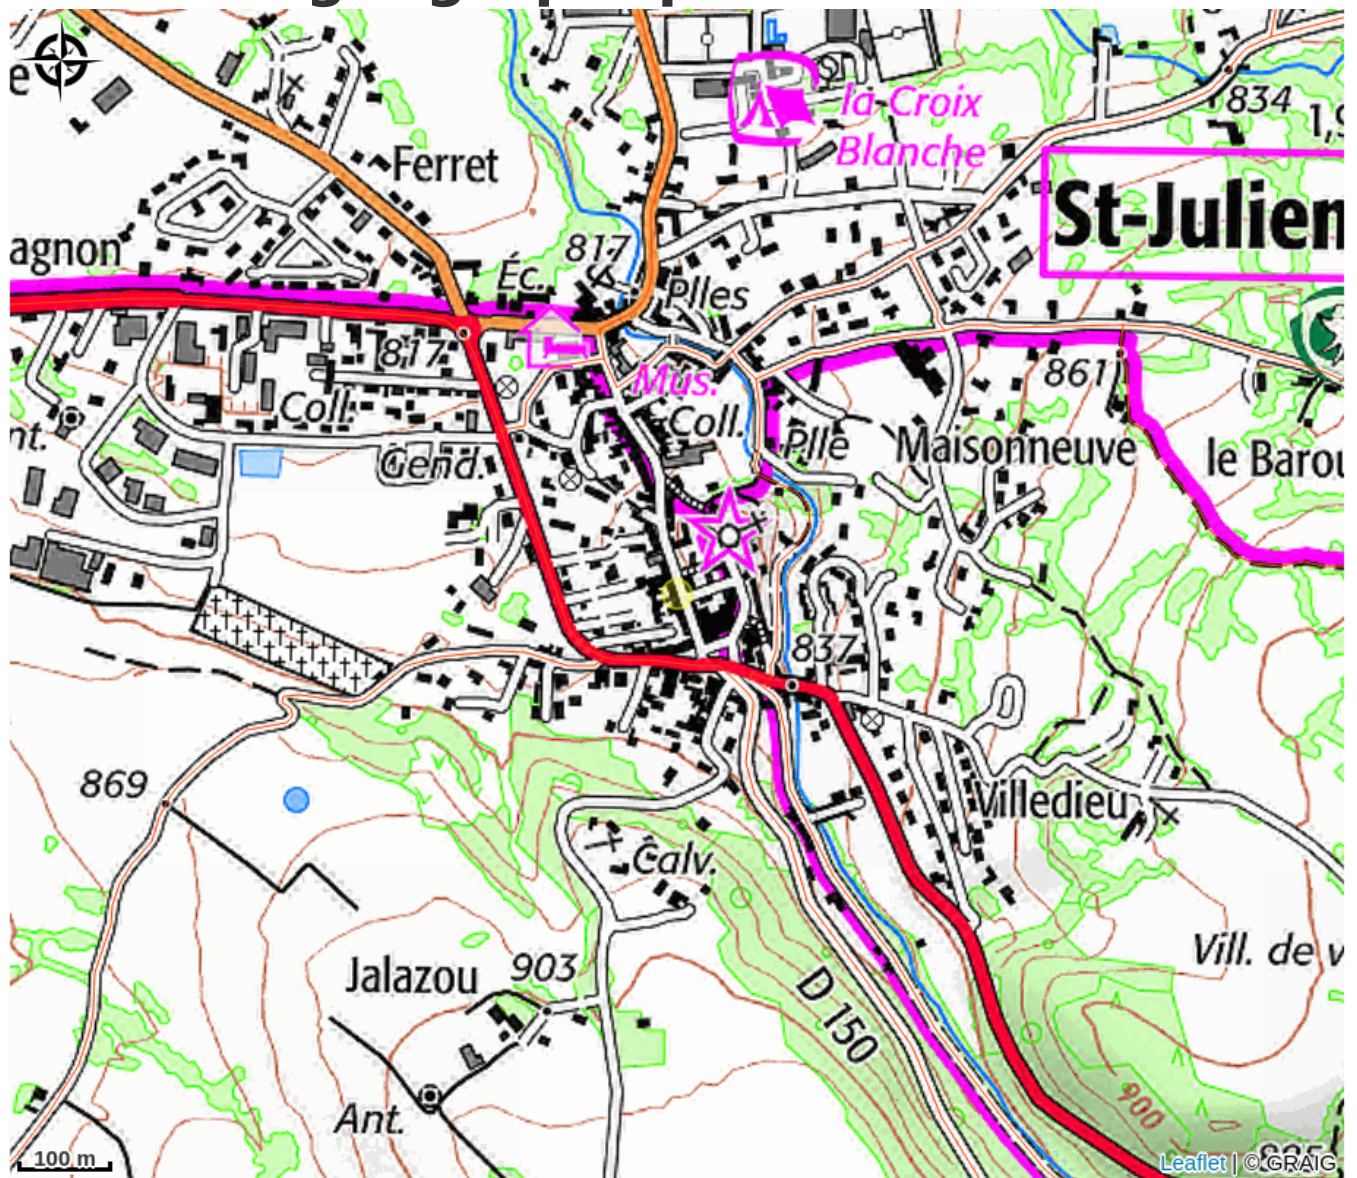 834
la Croix
Blanche
Ferret
St-Julien
agnon
817
Éc.
Plles
817
Mus.
861
Coll.
Coll.
Plle
Maisonneuve
le Barou
nt.
Gend.
837
869
Villedieu
Calv.
Vill. de v
Jalazou
903
D 150
Ant.
900
100 m
Leaflet | © GRAIG